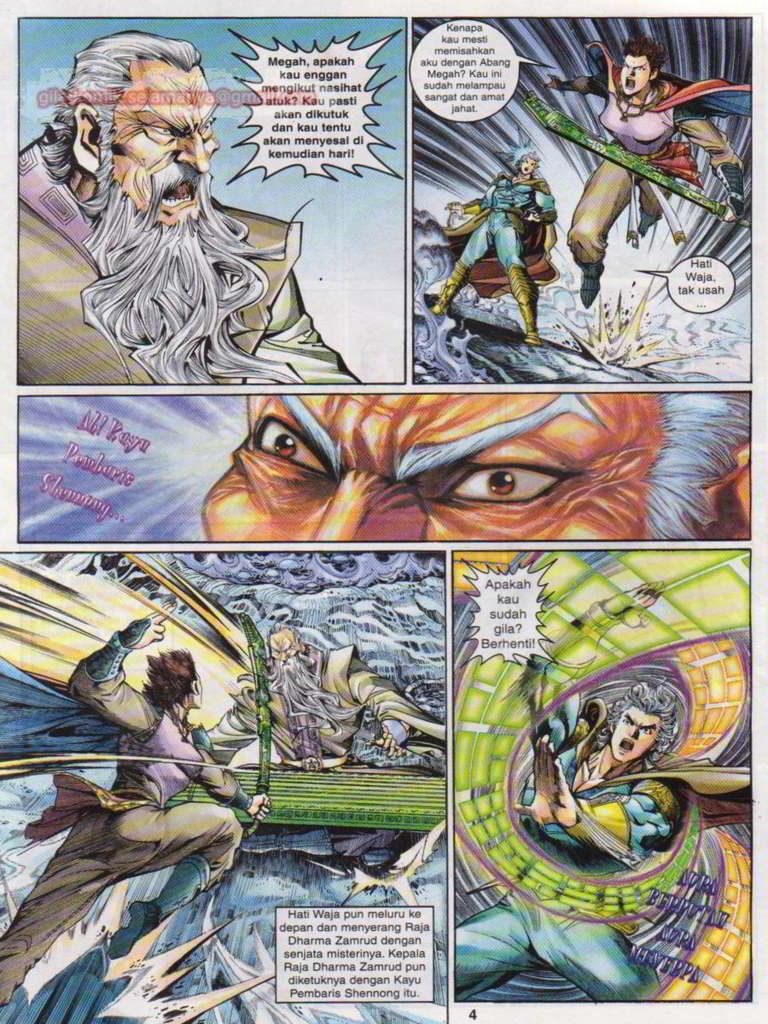 Megah, apakah
kau enggan
mengikut nasihat
atuk? Kau pasti
akan dikutuk
dan kau tentu
akan menyesal di
kemudian hari!
Kenapa
kau mesti
memisahkan
aku dengan Abang
Megah? Kau ini
sudah melampau
sangat dan amat
jahat.
Hati
Waja,
tak usah
...
Ah! Kayu
Pembaris
Shennong...
Hati Waja pun meluru ke
depan dan menyerang Raja
Dharma Zamrud dengan
senjata misterinya. Kepala
Raja Dharma Zamrud pun
diketuknya dengan Kayu
Pembaris Shennong itu.
Apakah
kau
sudah
gila?
Berhenti!
4